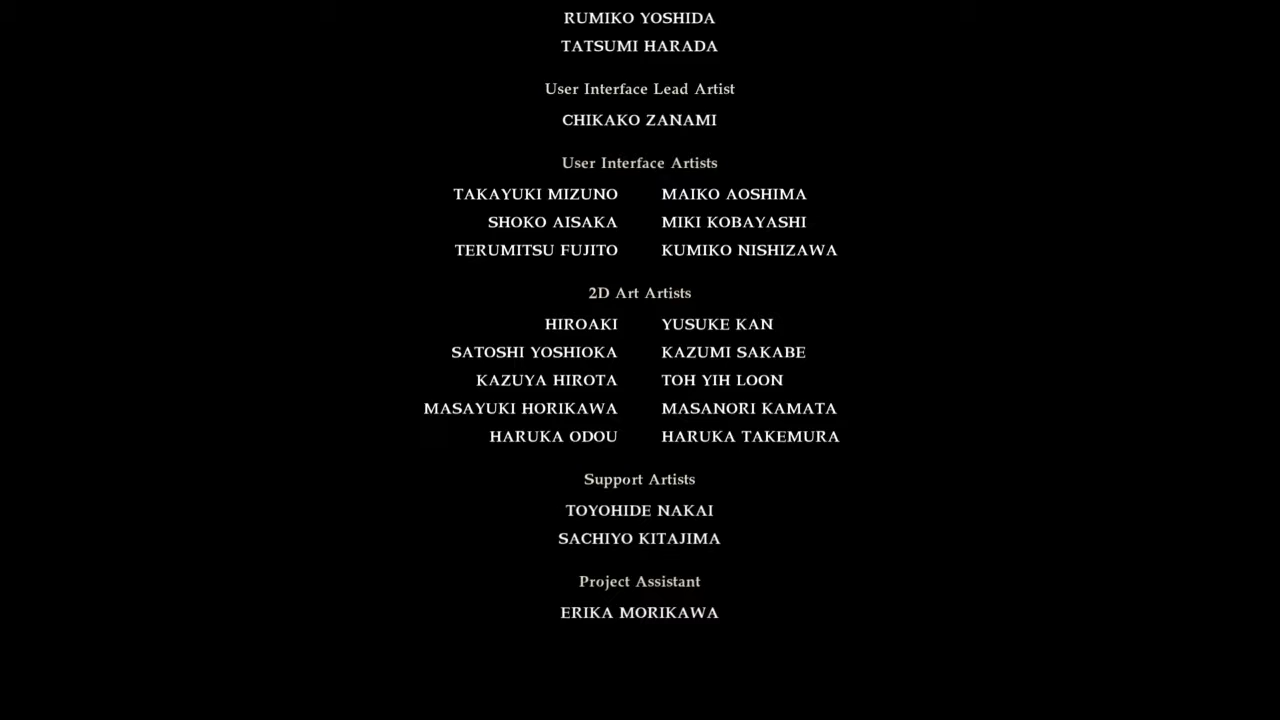 RUMIKO YOSHIDA
TATSUMI HARADA
User Interface Lead Artist
CHIKAKO ZANAMI
User Interface Artists
TAKAYUKI MIZUNO MAIKO AOSHIMA
SHOKO AISAKA MIKI KOBAYASHI
TERUMITSU FUJITO KUMIKO NISHIZAWA
2D Art Artists
HIROAKI YUSUKE KAN
SATOSHI YOSHIOKA KAZUMI SAKABE
KAZUYA HIROTA TOH YIH LOON
MASAYUKI HORIKAWA MASANORI KAMATA
HARUKA ODOU HARUKA TAKEMURA
Support Artists
TOYOHIDE NAKAI
SACHIYO KITAJIMA
Project Assistant
ERIKA MORIKAWA